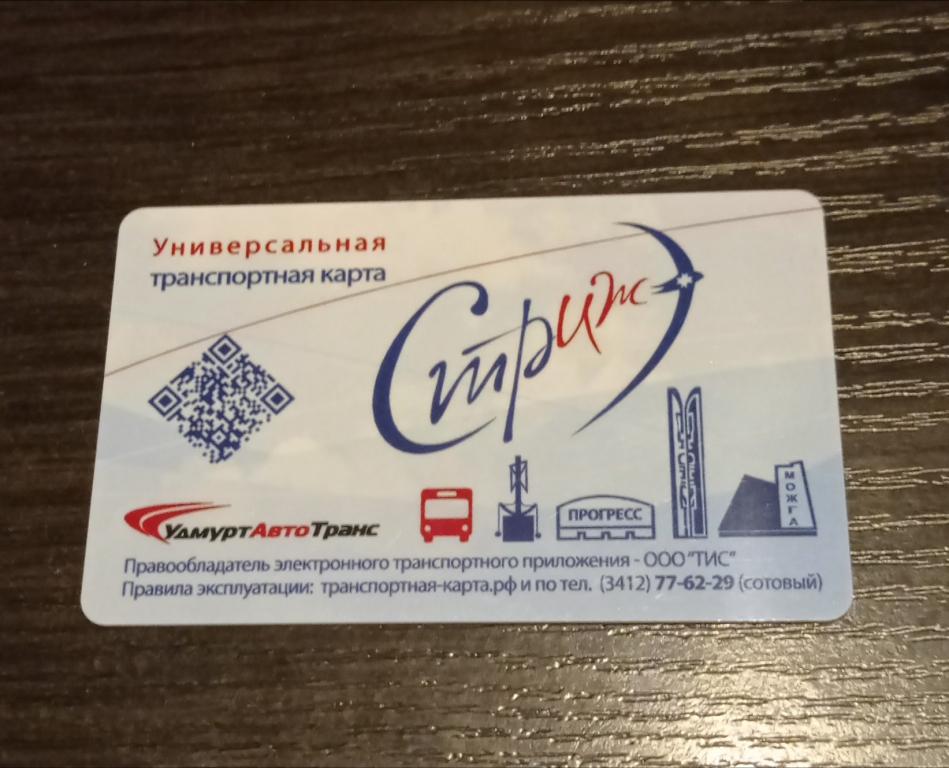 Универсальная
транспортная карта
Стриж
УдмуртАвтоТранс
ПРОГРЕСС
МОЖГА
Правообладатель электронного транспортного приложения - ООО"ТИС"
Правила эксплуатации: транспортная-карта.рф и по тел. (3412) 77-62-29 (сотовый)